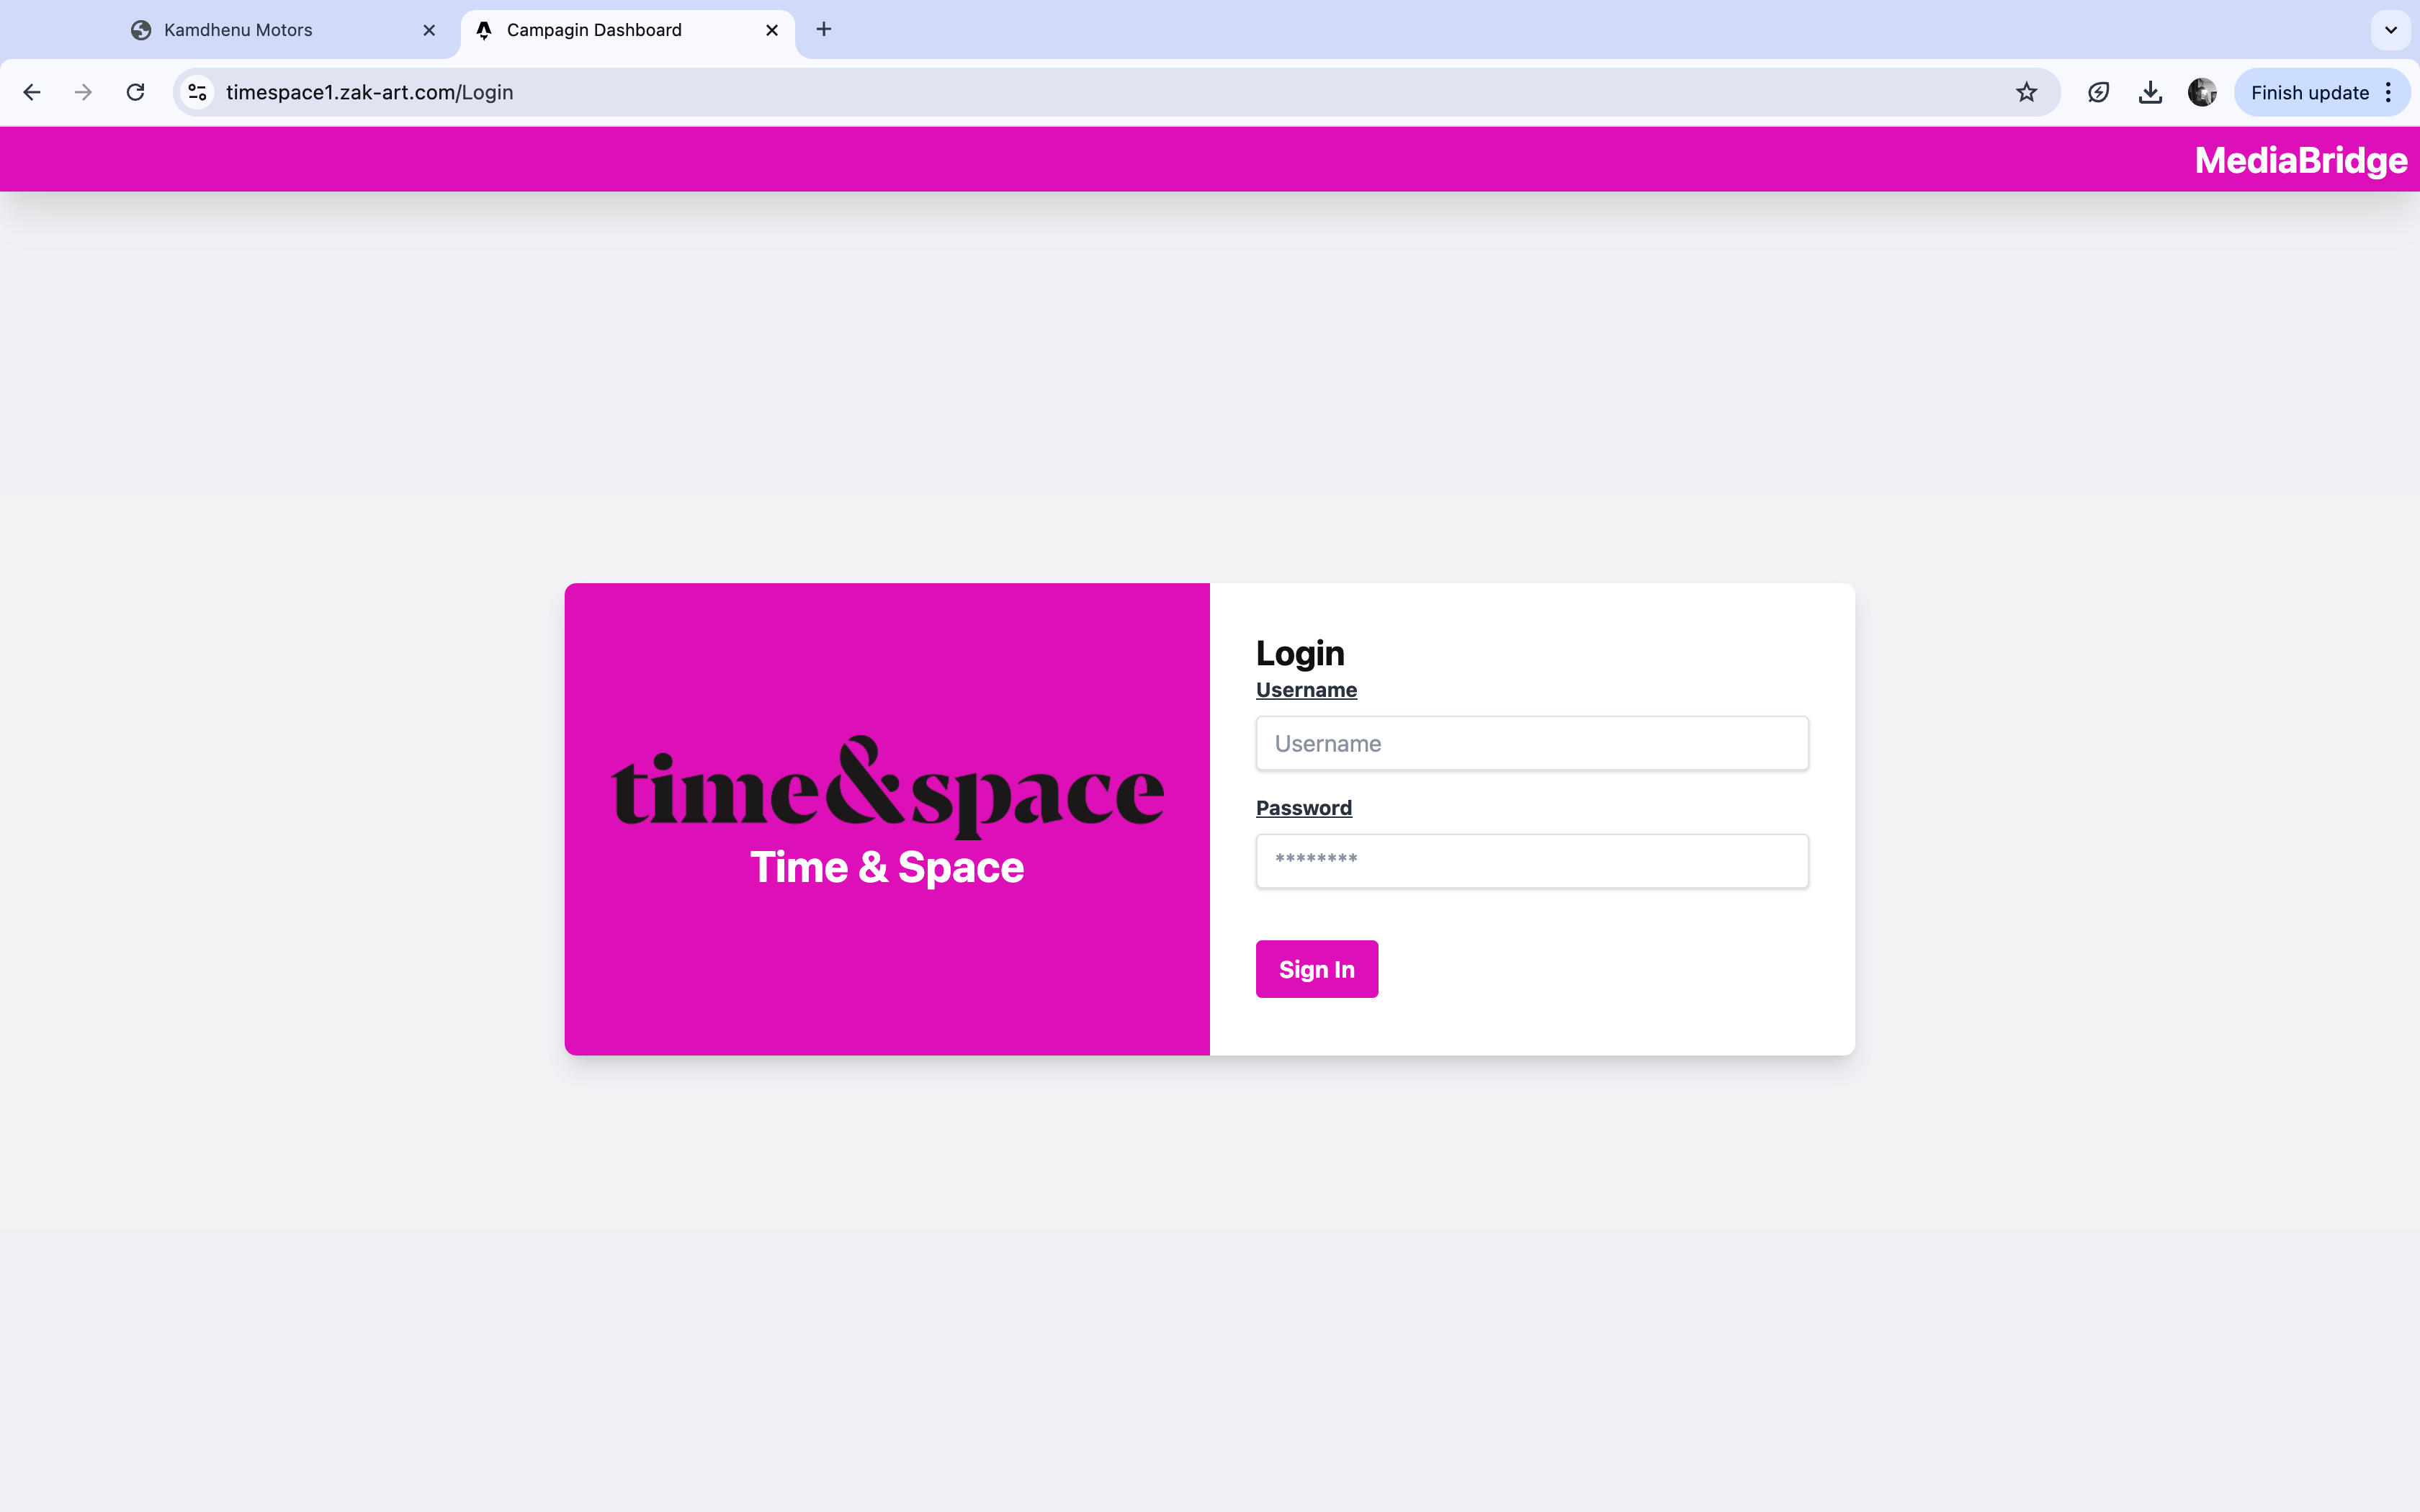 Kamdhenu Motors
Campagin Dashboard
timespace1.zak-art.com/Login
Finish update
MediaBridge
time&space
Time & Space
Login
Username
Username
Password
********
Sign In